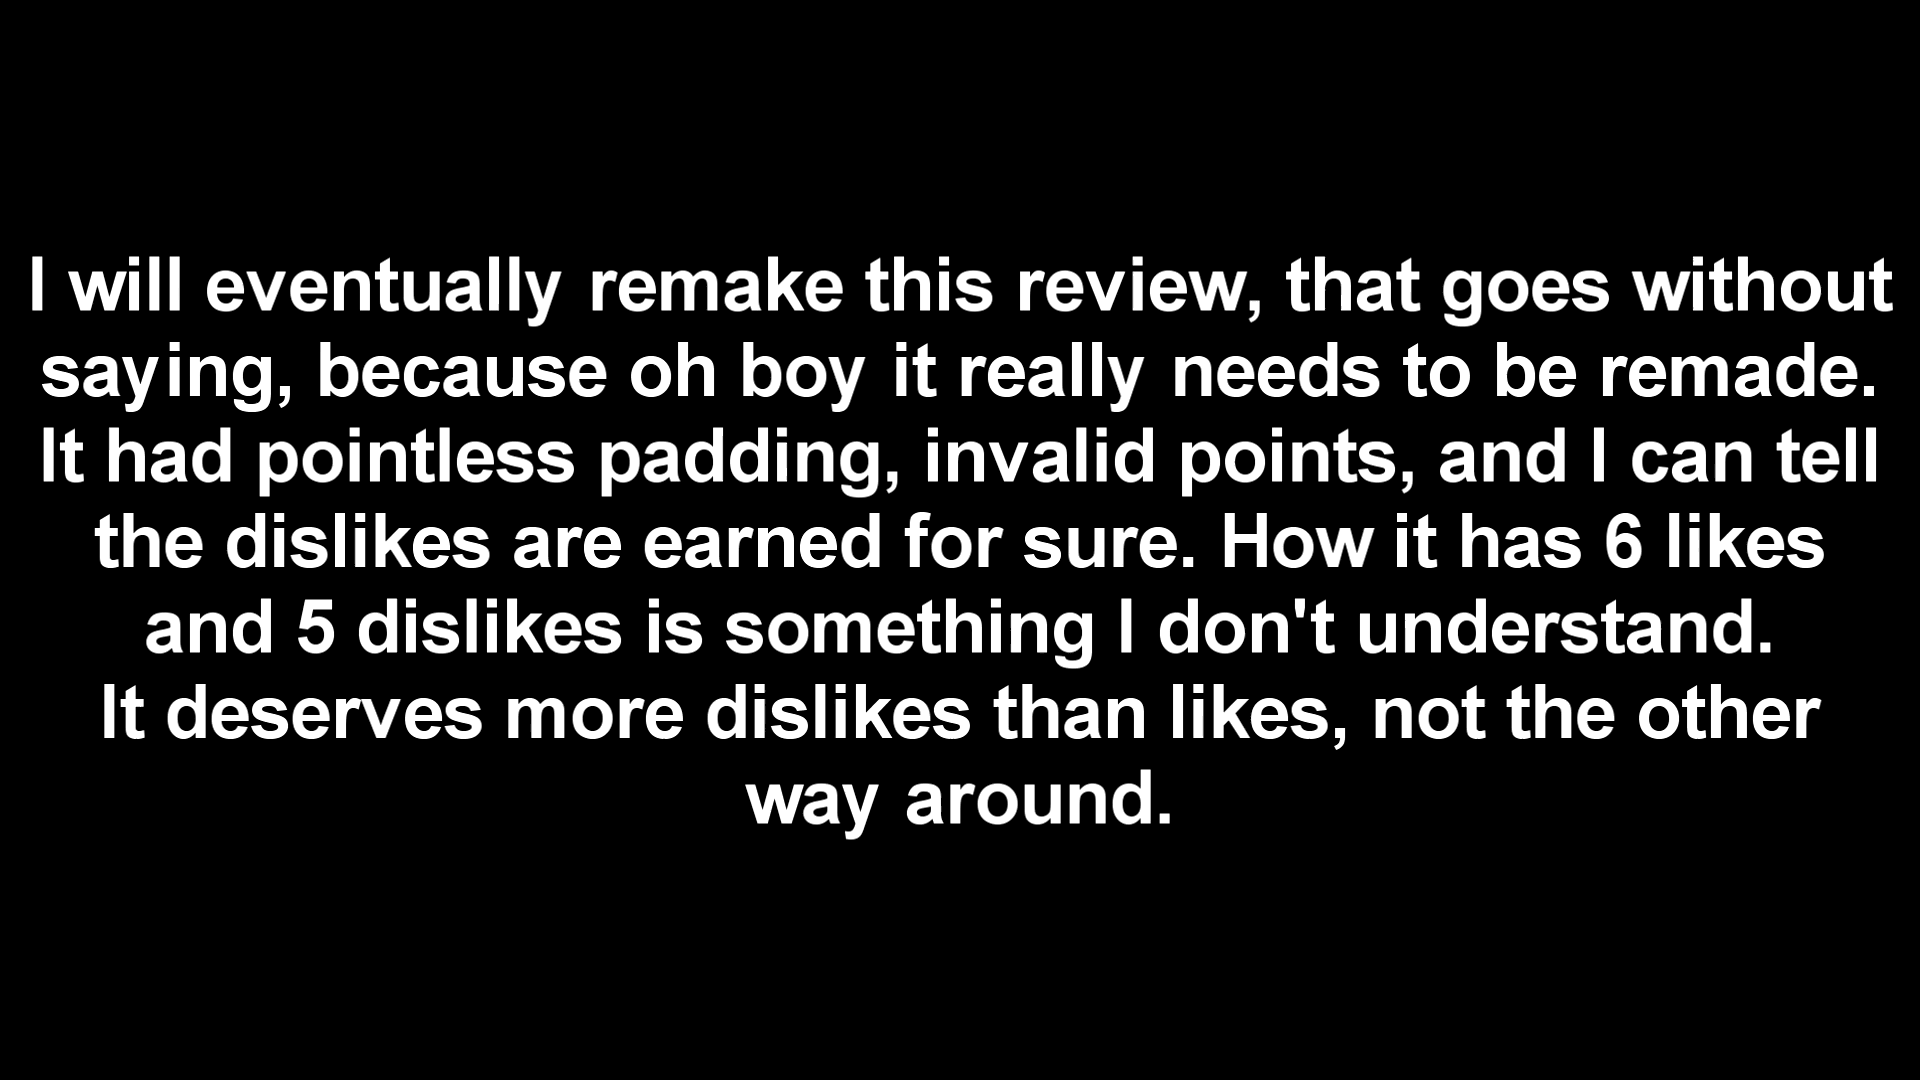 I will eventually remake this review, that goes without
saying, because oh boy it really needs to be remade.
It had pointless padding, invalid points, and I can tell
the dislikes are earned for sure. How it has 6 likes
and 5 dislikes is something I don't understand.
It deserves more dislikes than likes, not the other
way around.